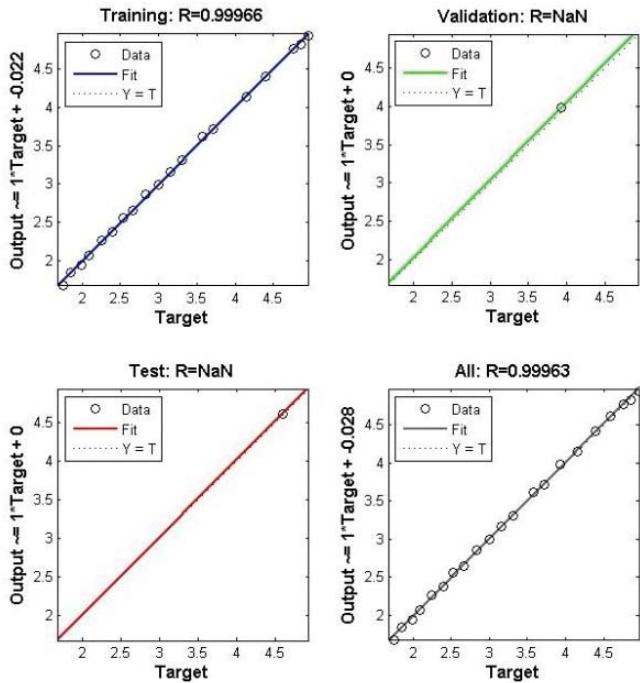 Training: R=0.99966
Output ~= 1*Target + -0.022
Data
Fit
Y = T
4.5
4
3.5
3
2.5
2
2 2.5 3 3.5 4 4.5
Target
Validation: R=NaN
Output ~= 1*Target + 0
Data
Fit
Y = T
4.5
4
3.5
3
2.5
2
2 2.5 3 3.5 4 4.5
Target
Test: R=NaN
Output ~= 1*Target + 0
Data
Fit
Y = T
4.5
4
3.5
3
2.5
2
2 2.5 3 3.5 4 4.5
Target
All: R=0.99963
Output ~= 1*Target + -0.028
Data
Fit
Y = T
4.5
4
3.5
3
2.5
2
2 2.5 3 3.5 4 4.5
Target